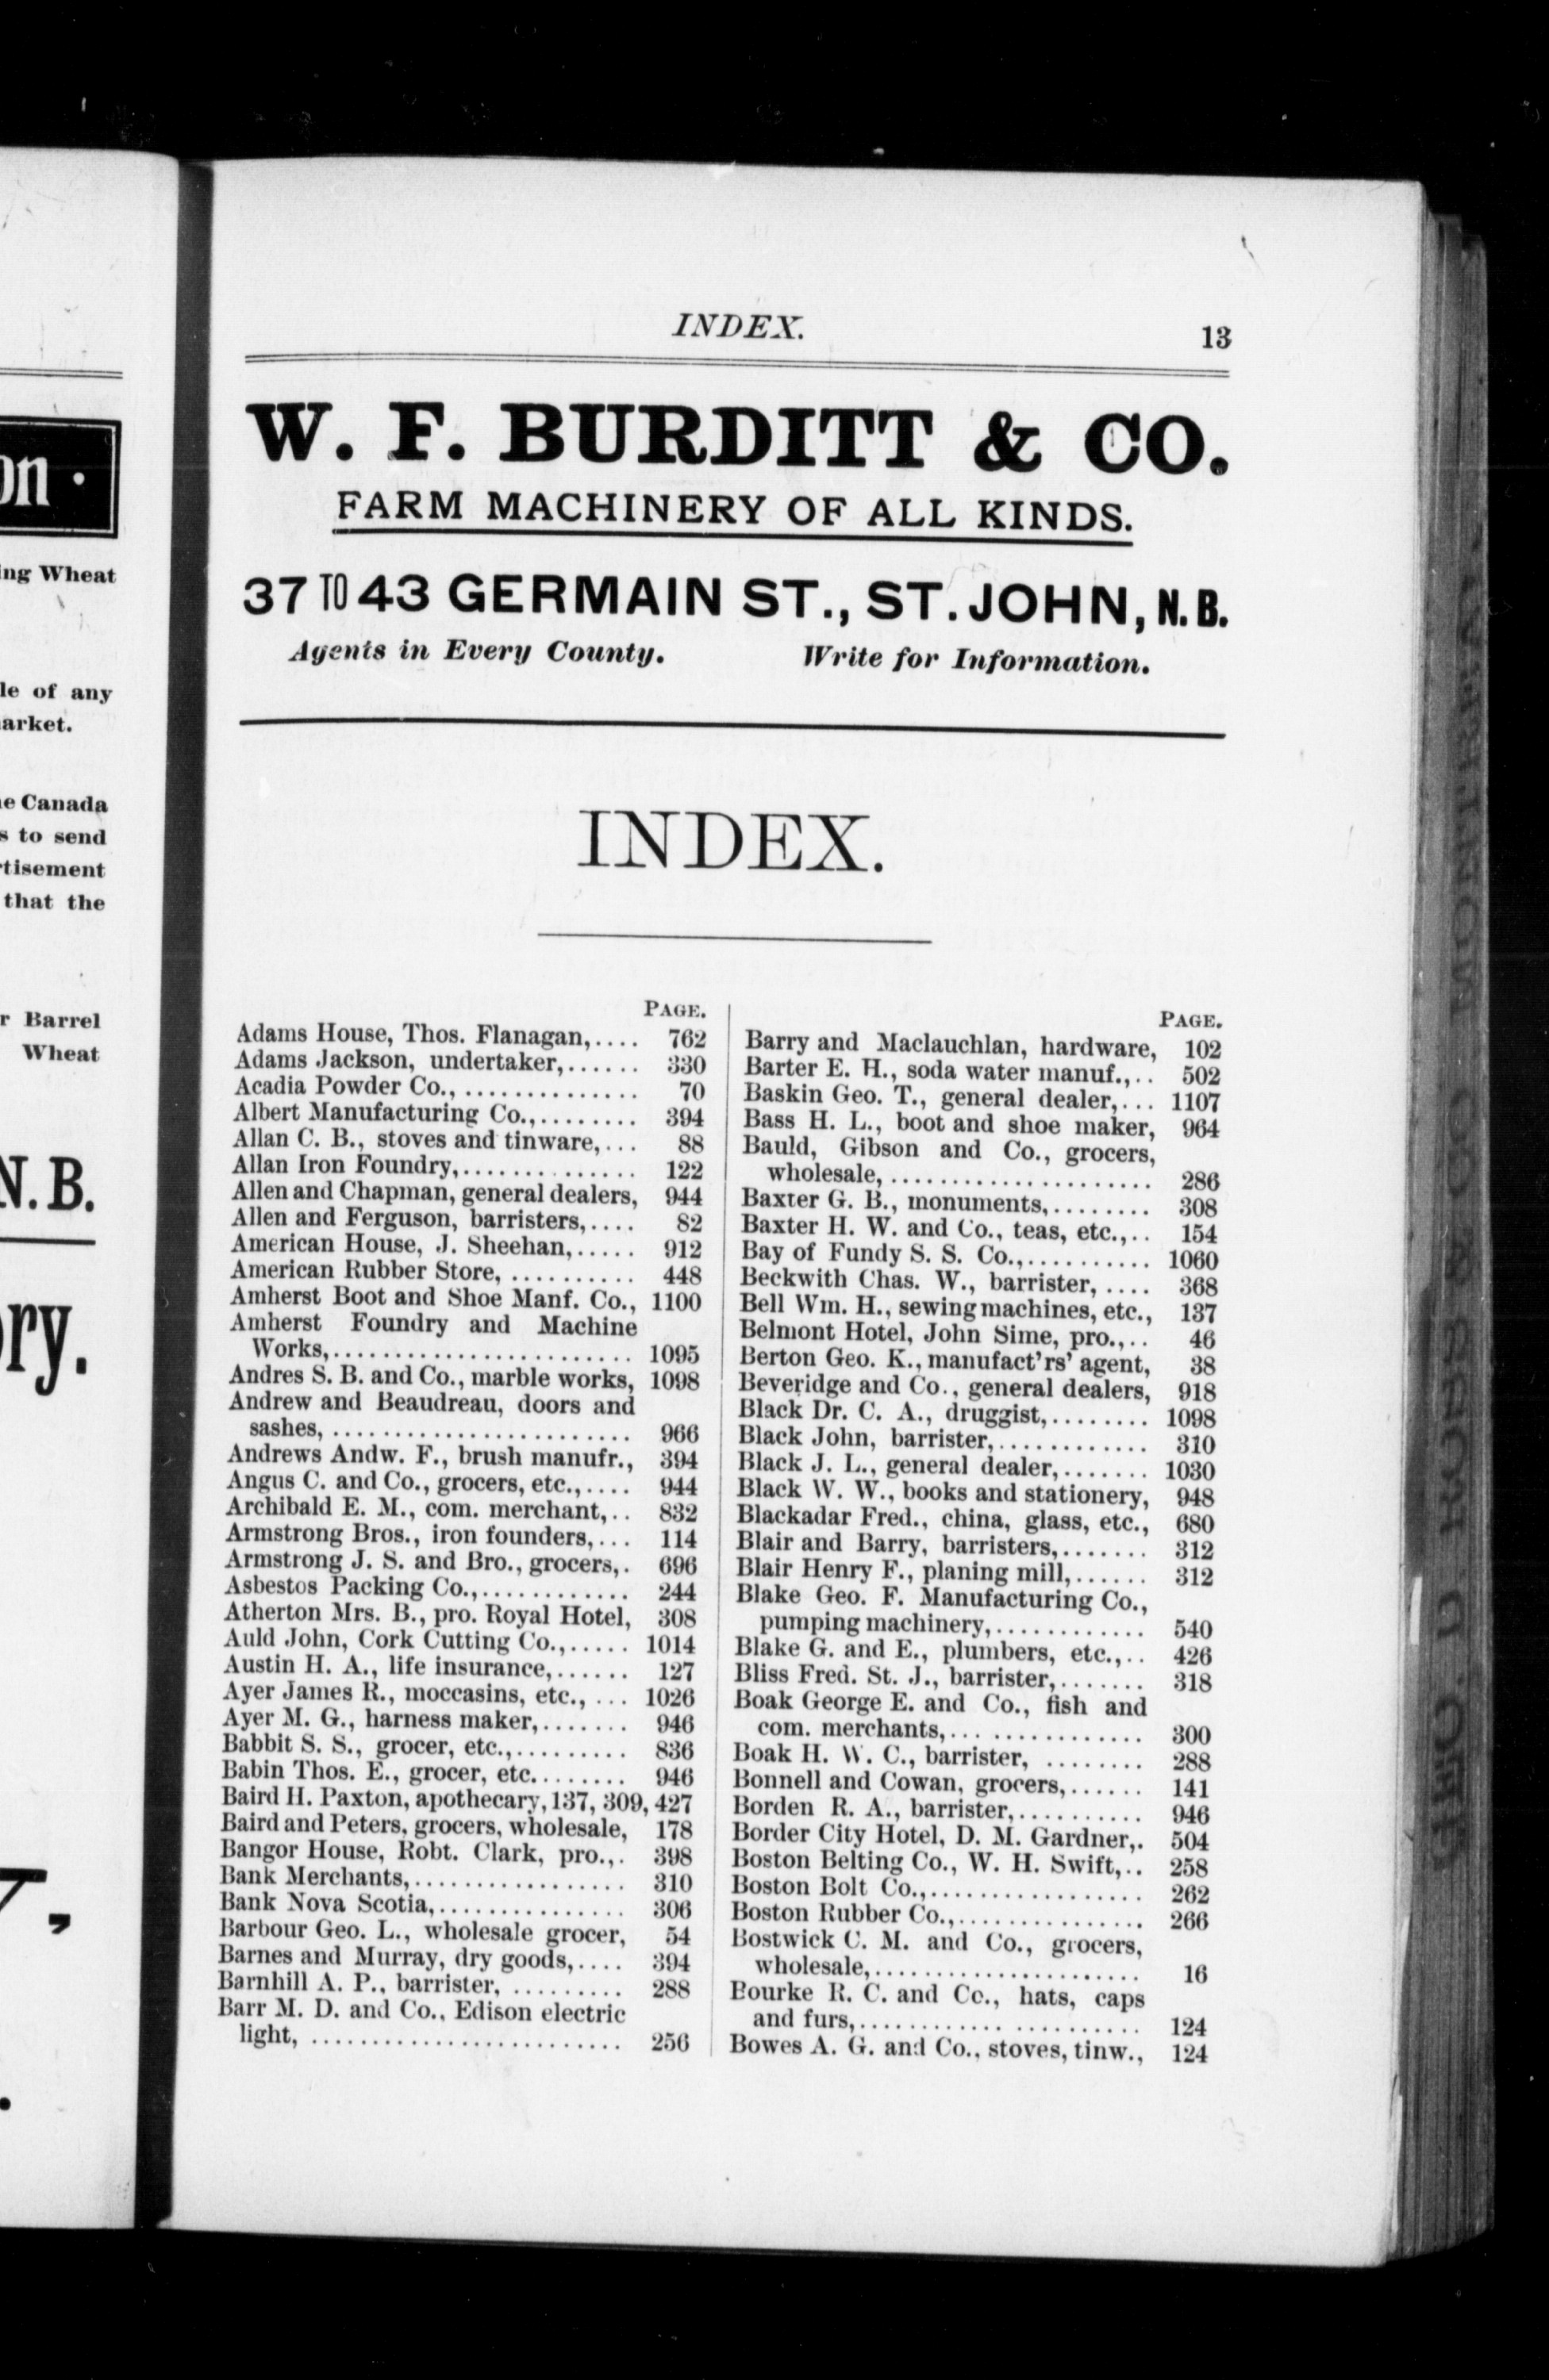 on ·
ing Wheat
le of any
arket.
e Canada
s to send
tisement
that the
r Barrel
Wheat
N. B.
ry.
INDEX. 13
W. F. BURDITT & CO.
FARM MACHINERY OF ALL KINDS.
37 TO 43 GERMAIN ST., ST. JOHN, N. B.
Agents in Every County. Write for Information.
INDEX.
PAGE.
Adams House, Thos. Flanagan,.... 762
Adams Jackson, undertaker,...... 330
Acadia Powder Co., .............. 70
Albert Manufacturing Co.,........ 394
Allan C. B., stoves and tinware,... 88
Allan Iron Foundry,.............. 122
Allen and Chapman, general dealers, 944
Allen and Ferguson, barristers,.... 82
American House, J. Sheehan,..... 912
American Rubber Store, .......... 448
Amherst Boot and Shoe Manf. Co., 1100
Amherst Foundry and Machine
Works,........................ 1095
Andres S. B. and Co., marble works, 1098
Andrew and Beaudreau, doors and
sashes, ........................ 966
Andrews Andw. F., brush manufr., 394
Angus C. and Co., grocers, etc.,.... 944
Archibald E. M., com. merchant,.. 832
Armstrong Bros., iron founders,... 114
Armstrong J. S. and Bro., grocers,. 696
Asbestos Packing Co.,............ 244
Atherton Mrs. B., pro. Royal Hotel, 308
Auld John, Cork Cutting Co.,..... 1014
Austin H. A., life insurance,...... 127
Ayer James R., moccasins, etc., ... 1026
Ayer M. G., harness maker,....... 946
Babbit S. S., grocer, etc.,......... 836
Babin Thos. E., grocer, etc........ 946
Baird H. Paxton, apothecary, 137, 309, 427
Baird and Peters, grocers, wholesale, 178
Bangor House, Robt. Clark, pro.,. 398
Bank Merchants,................. 310
Bank Nova Scotia,............... 306
Barbour Geo. L., wholesale grocer, 54
Barnes and Murray, dry goods,.... 394
Barnhill A. P., barrister, ......... 288
Barr M. D. and Co., Edison electric
light, ......................... 256
PAGE.
Barry and Maclauchlan, hardware, 102
Barter E. H., soda water manuf.,.. 502
Baskin Geo. T., general dealer,... 1107
Bass H. L., boot and shoe maker, 964
Bauld, Gibson and Co., grocers,
wholesale, ..................... 286
Baxter G. B., monuments,........ 308
Baxter H. W. and Co., teas, etc.,.. 154
Bay of Fundy S. S. Co.,.......... 1060
Beckwith Chas. W., barrister, .... 368
Bell Wm. H., sewing machines, etc., 137
Belmont Hotel, John Sime, pro.,.. 46
Berton Geo. K., manufact'rs' agent, 38
Beveridge and Co., general dealers, 918
Black Dr. C. A., druggist,........ 1098
Black John, barrister,............ 310
Black J. L., general dealer,....... 1030
Black W. W., books and stationery, 948
Blackadar Fred., china, glass, etc., 680
Blair and Barry, barristers,....... 312
Blair Henry F., planing mill,...... 312
Blake Geo. F. Manufacturing Co.,
pumping machinery,............ 540
Blake G. and E., plumbers, etc.,.. 426
Bliss Fred. St. J., barrister,....... 318
Boak George E. and Co., fish and
com. merchants,................ 300
Boak H. W. C., barrister, ........ 288
Bonnell and Cowan, grocers,...... 141
Borden R. A., barrister,.......... 946
Border City Hotel, D. M. Gardner,. 504
Boston Belting Co., W. H. Swift,.. 258
Boston Bolt Co.,................. 262
Boston Rubber Co.,............... 266
Bostwick C. M. and Co., grocers,
wholesale,..................... 16
Bourke R. C. and Co., hats, caps
and furs,...................... 124
Bowes A. G. and Co., stoves, tinw., 124